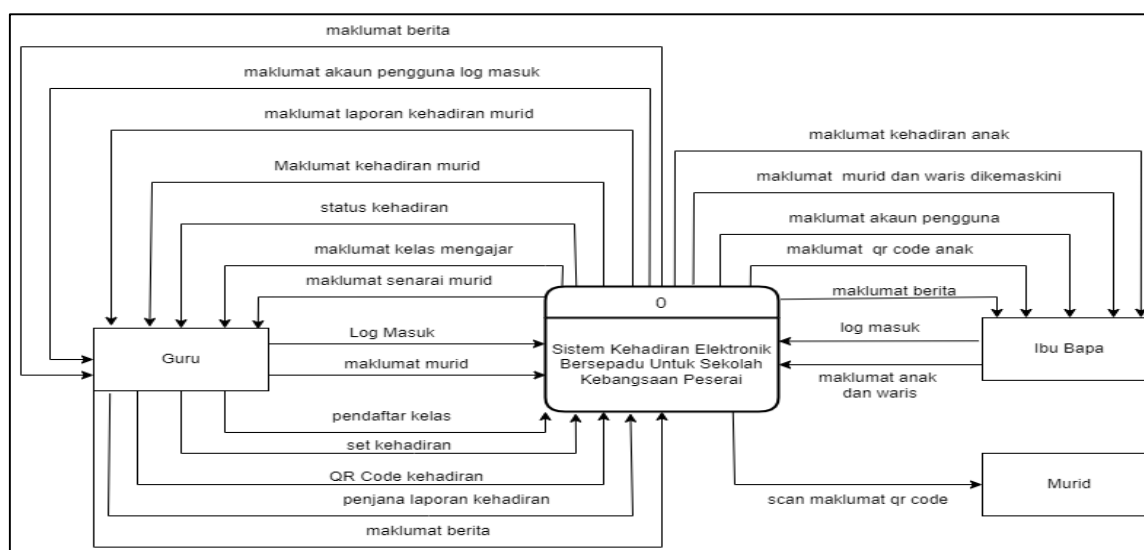 maklumat berita
maklumat akaun pengguna log masuk
maklumat laporan kehadiran murid
Maklumat kehadiran murid
status kehadiran
maklumat kelas mengajar
maklumat senarai murid
Log Masuk
maklumat murid
Guru
pendaftar kelas
set kehadiran
QR Code kehadiran
penjana laporan kehadiran
maklumat berita
0
Sistem Kehadiran Elektronik
Bersepadu Untuk Sekolah
Kebangsaan Peserai
maklumat kehadiran anak
maklumat murid dan waris dikemaskini
maklumat akaun pengguna
maklumat qr code anak
maklumat berita
log masuk
maklumat anak
dan waris
Ibu Bapa
scan maklumat qr code
Murid